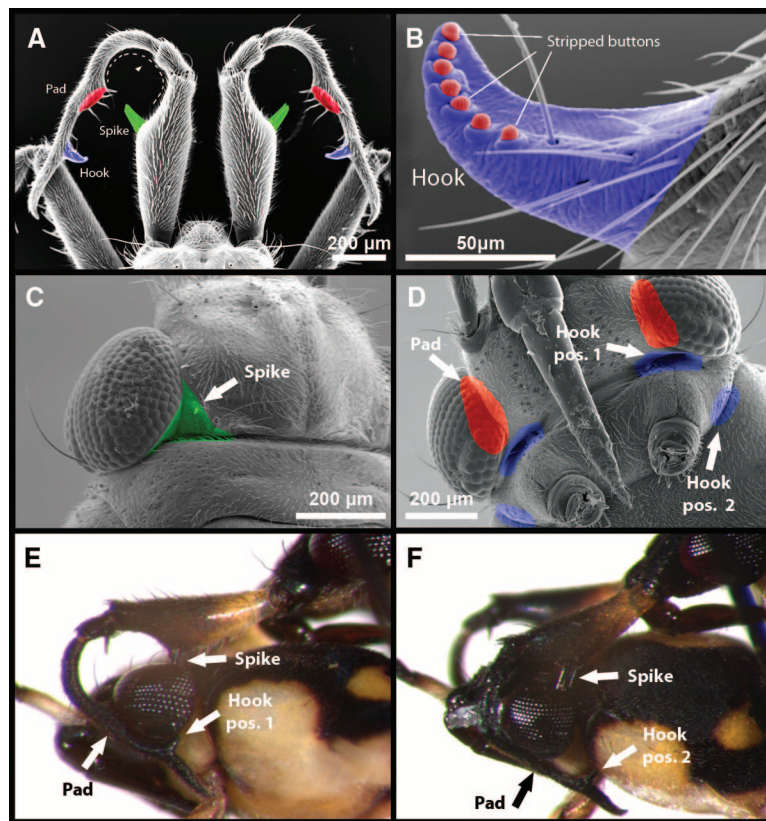 A
Pad
Spike
Hook
200 µm
B
Stripped buttons
Hook
50µm
C
Spike
200 µm
D
Pad
Hook
pos. 1
Hook
pos. 2
200 µm
E
Spike
Hook
pos. 1
Pad
F
Spike
Hook
pos. 2
Pad